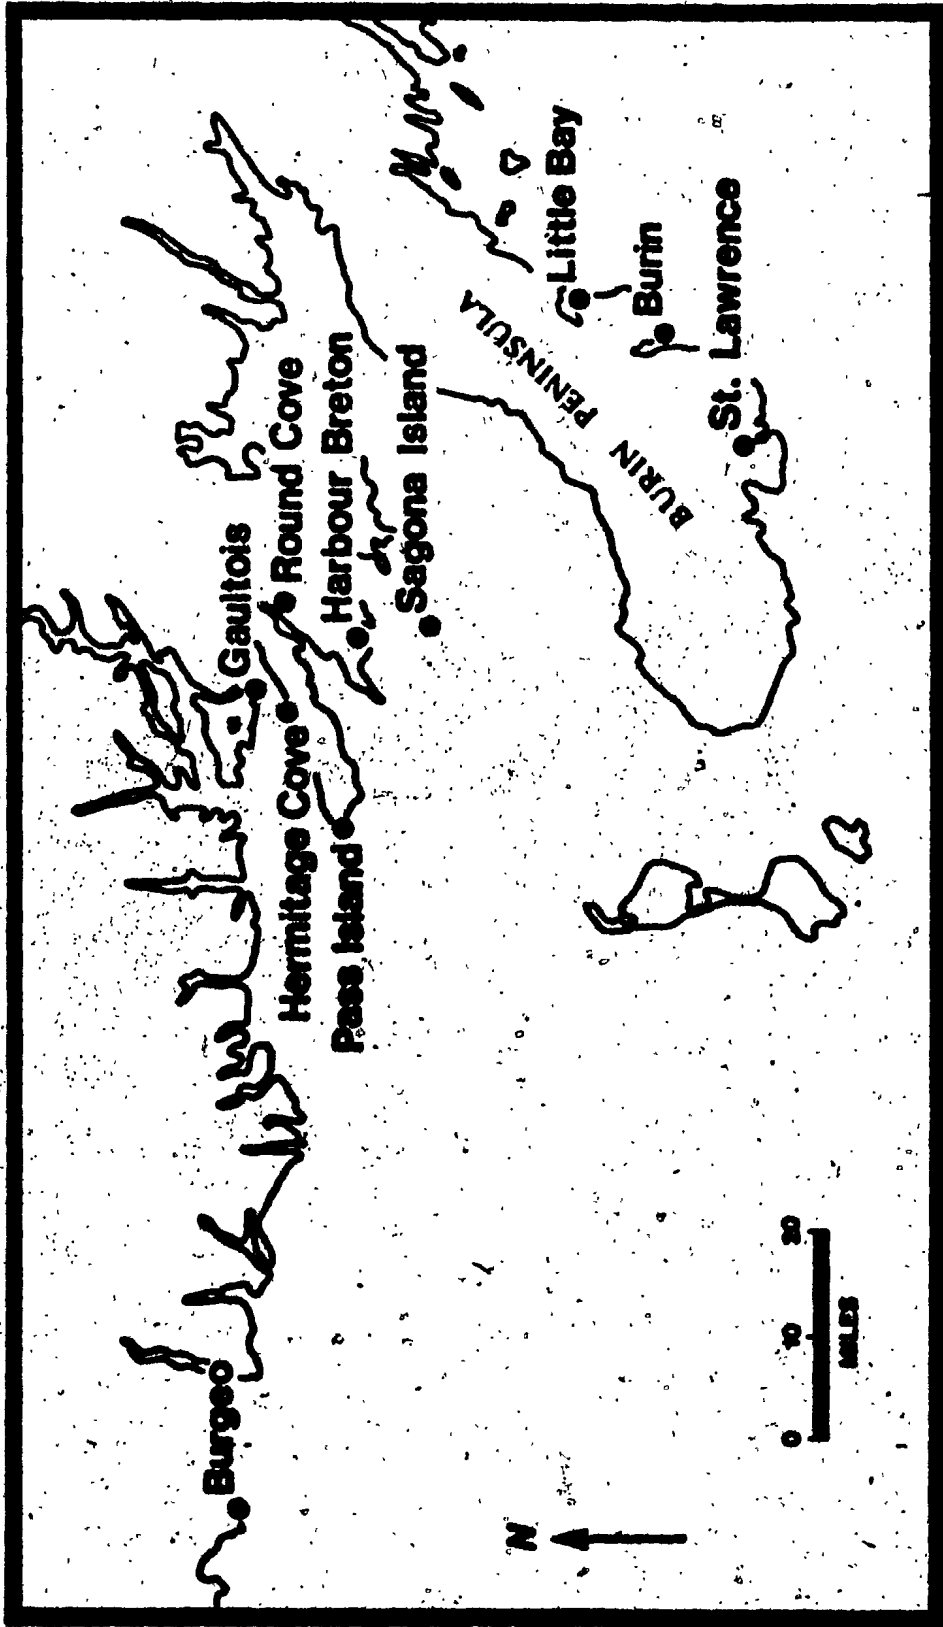 Burgeo
Gaultois
Hermitage Cove
Round Cove
Pass Island
Harbour Breton
Sagona Island
BURIN PENINSULA
Little Bay
Burin
St. Lawrence
N
0 10 20
MILES